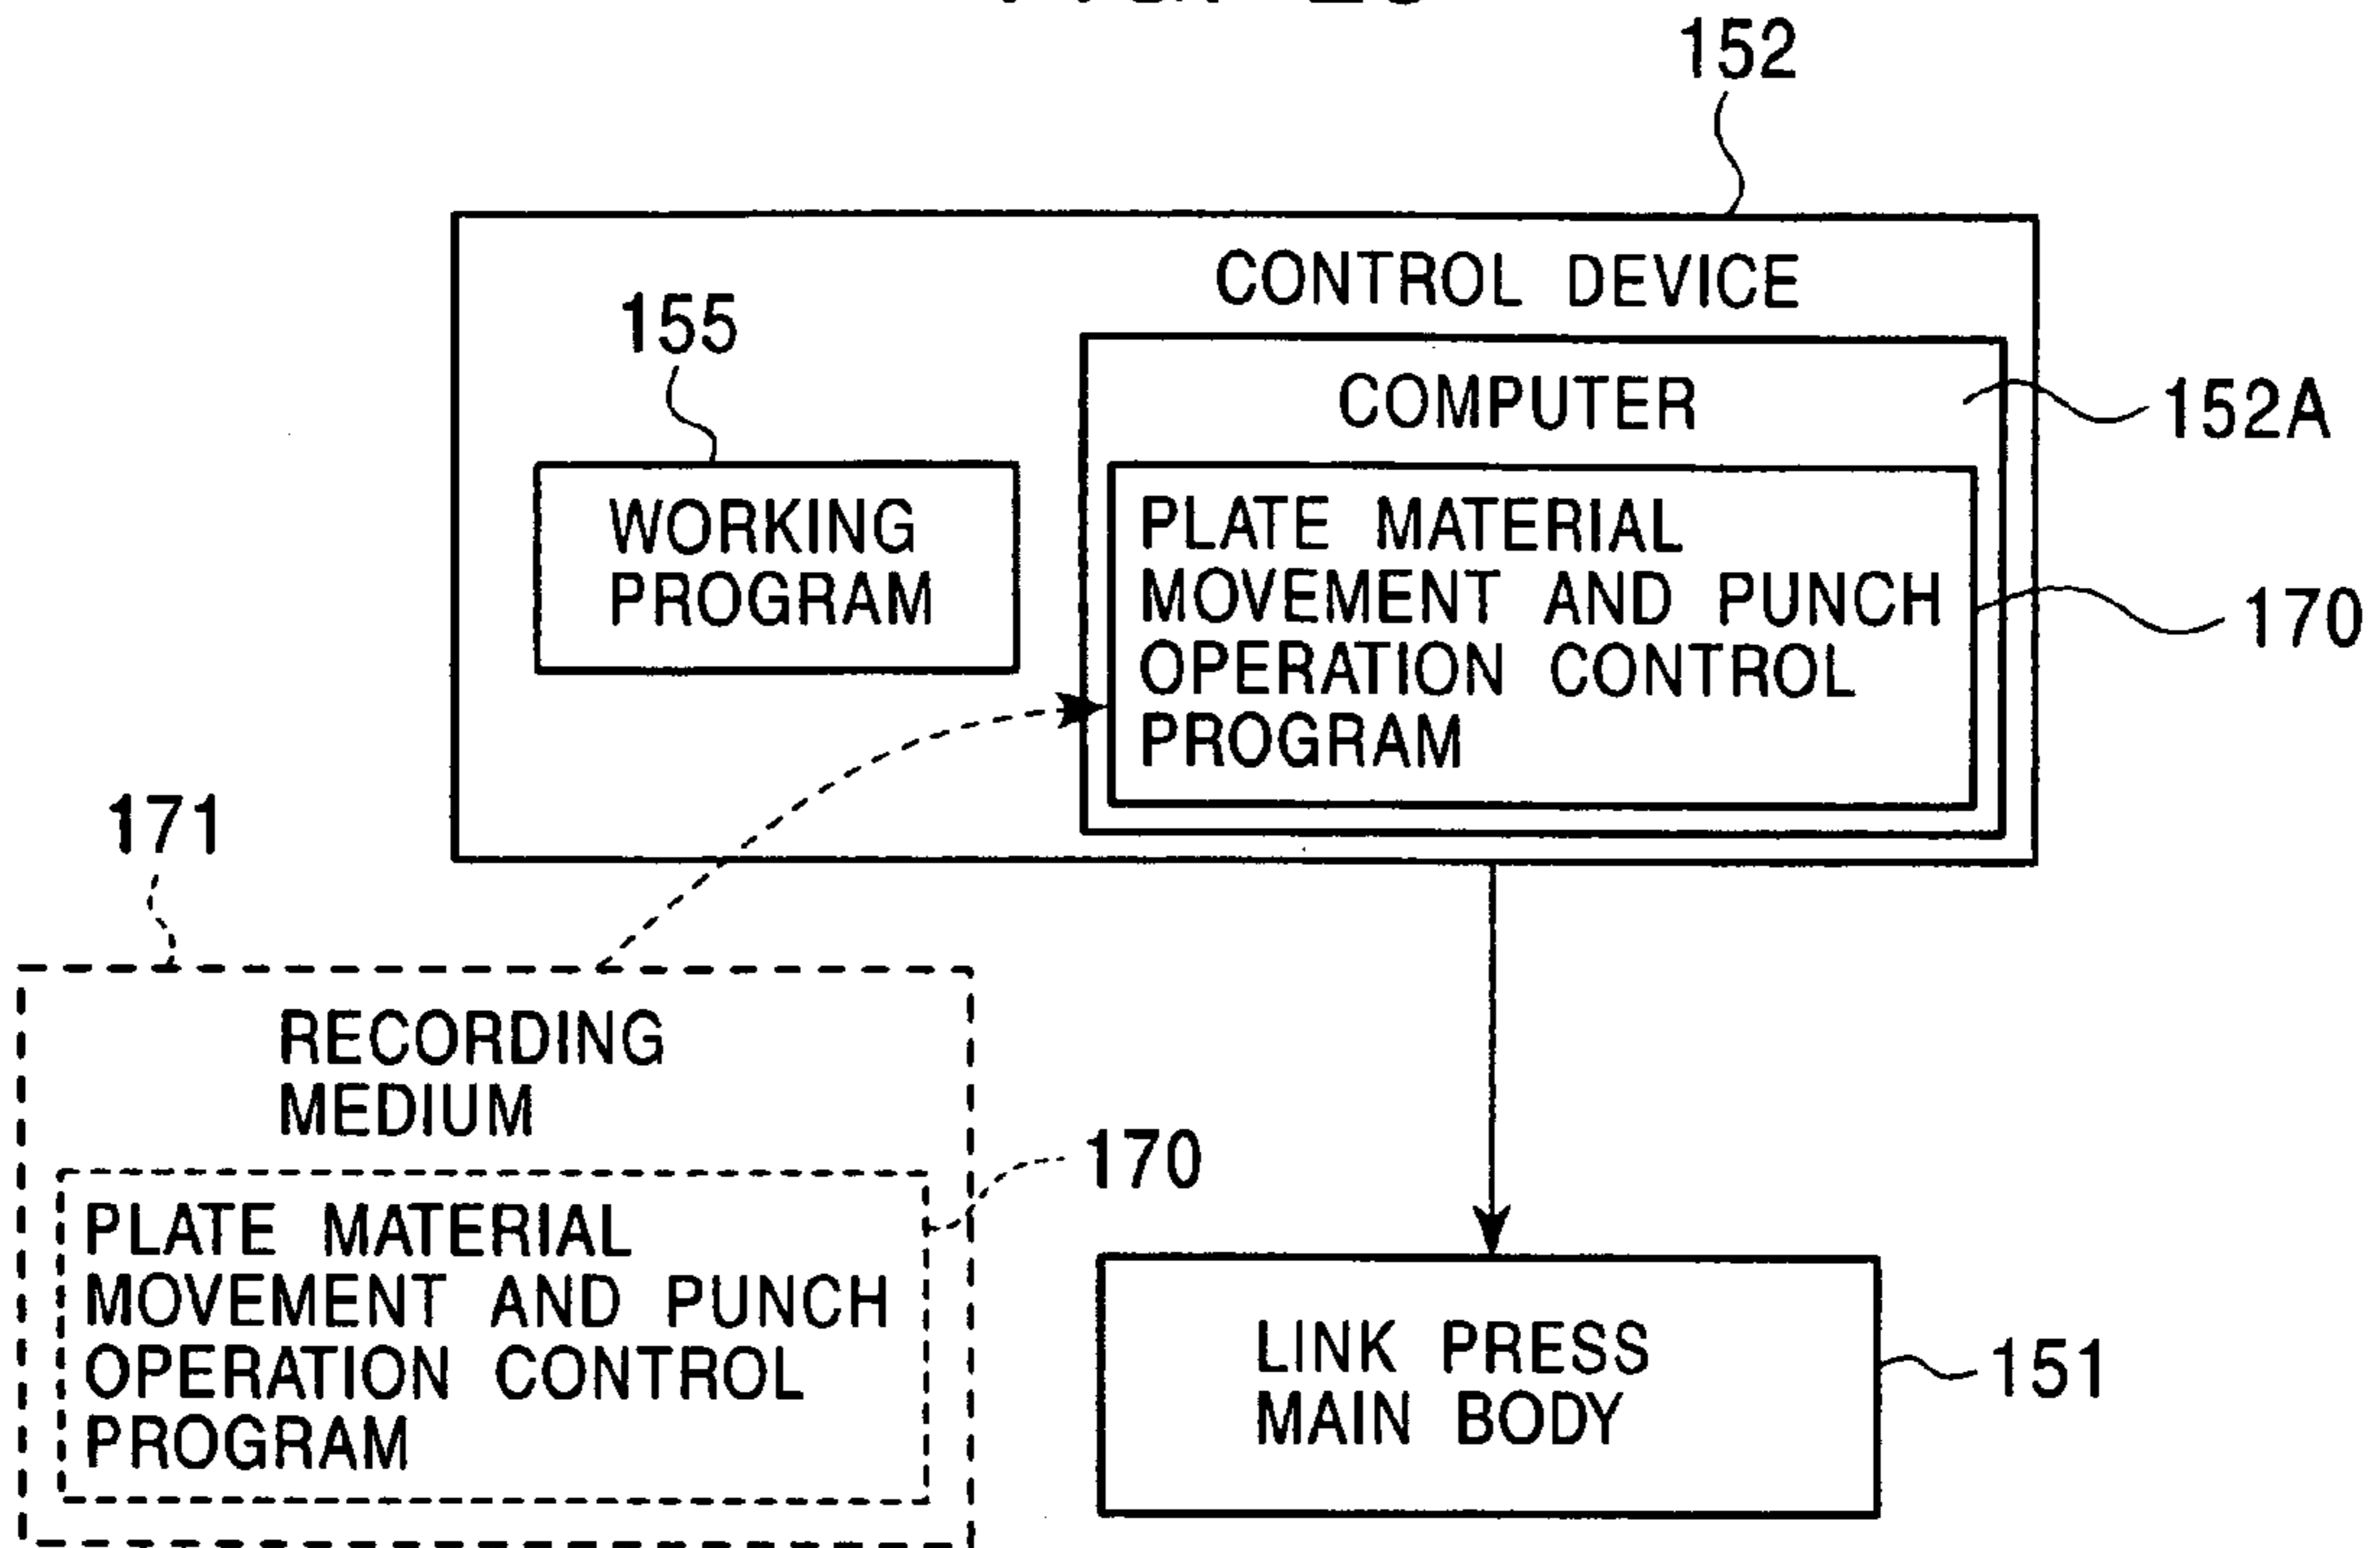 152
CONTROL DEVICE
155
COMPUTER
152A
WORKING
PROGRAM
PLATE MATERIAL
MOVEMENT AND PUNCH
OPERATION CONTROL
PROGRAM
170
171
RECORDING
MEDIUM
170
PLATE MATERIAL
MOVEMENT AND PUNCH
OPERATION CONTROL
PROGRAM
LINK PRESS
MAIN BODY
151